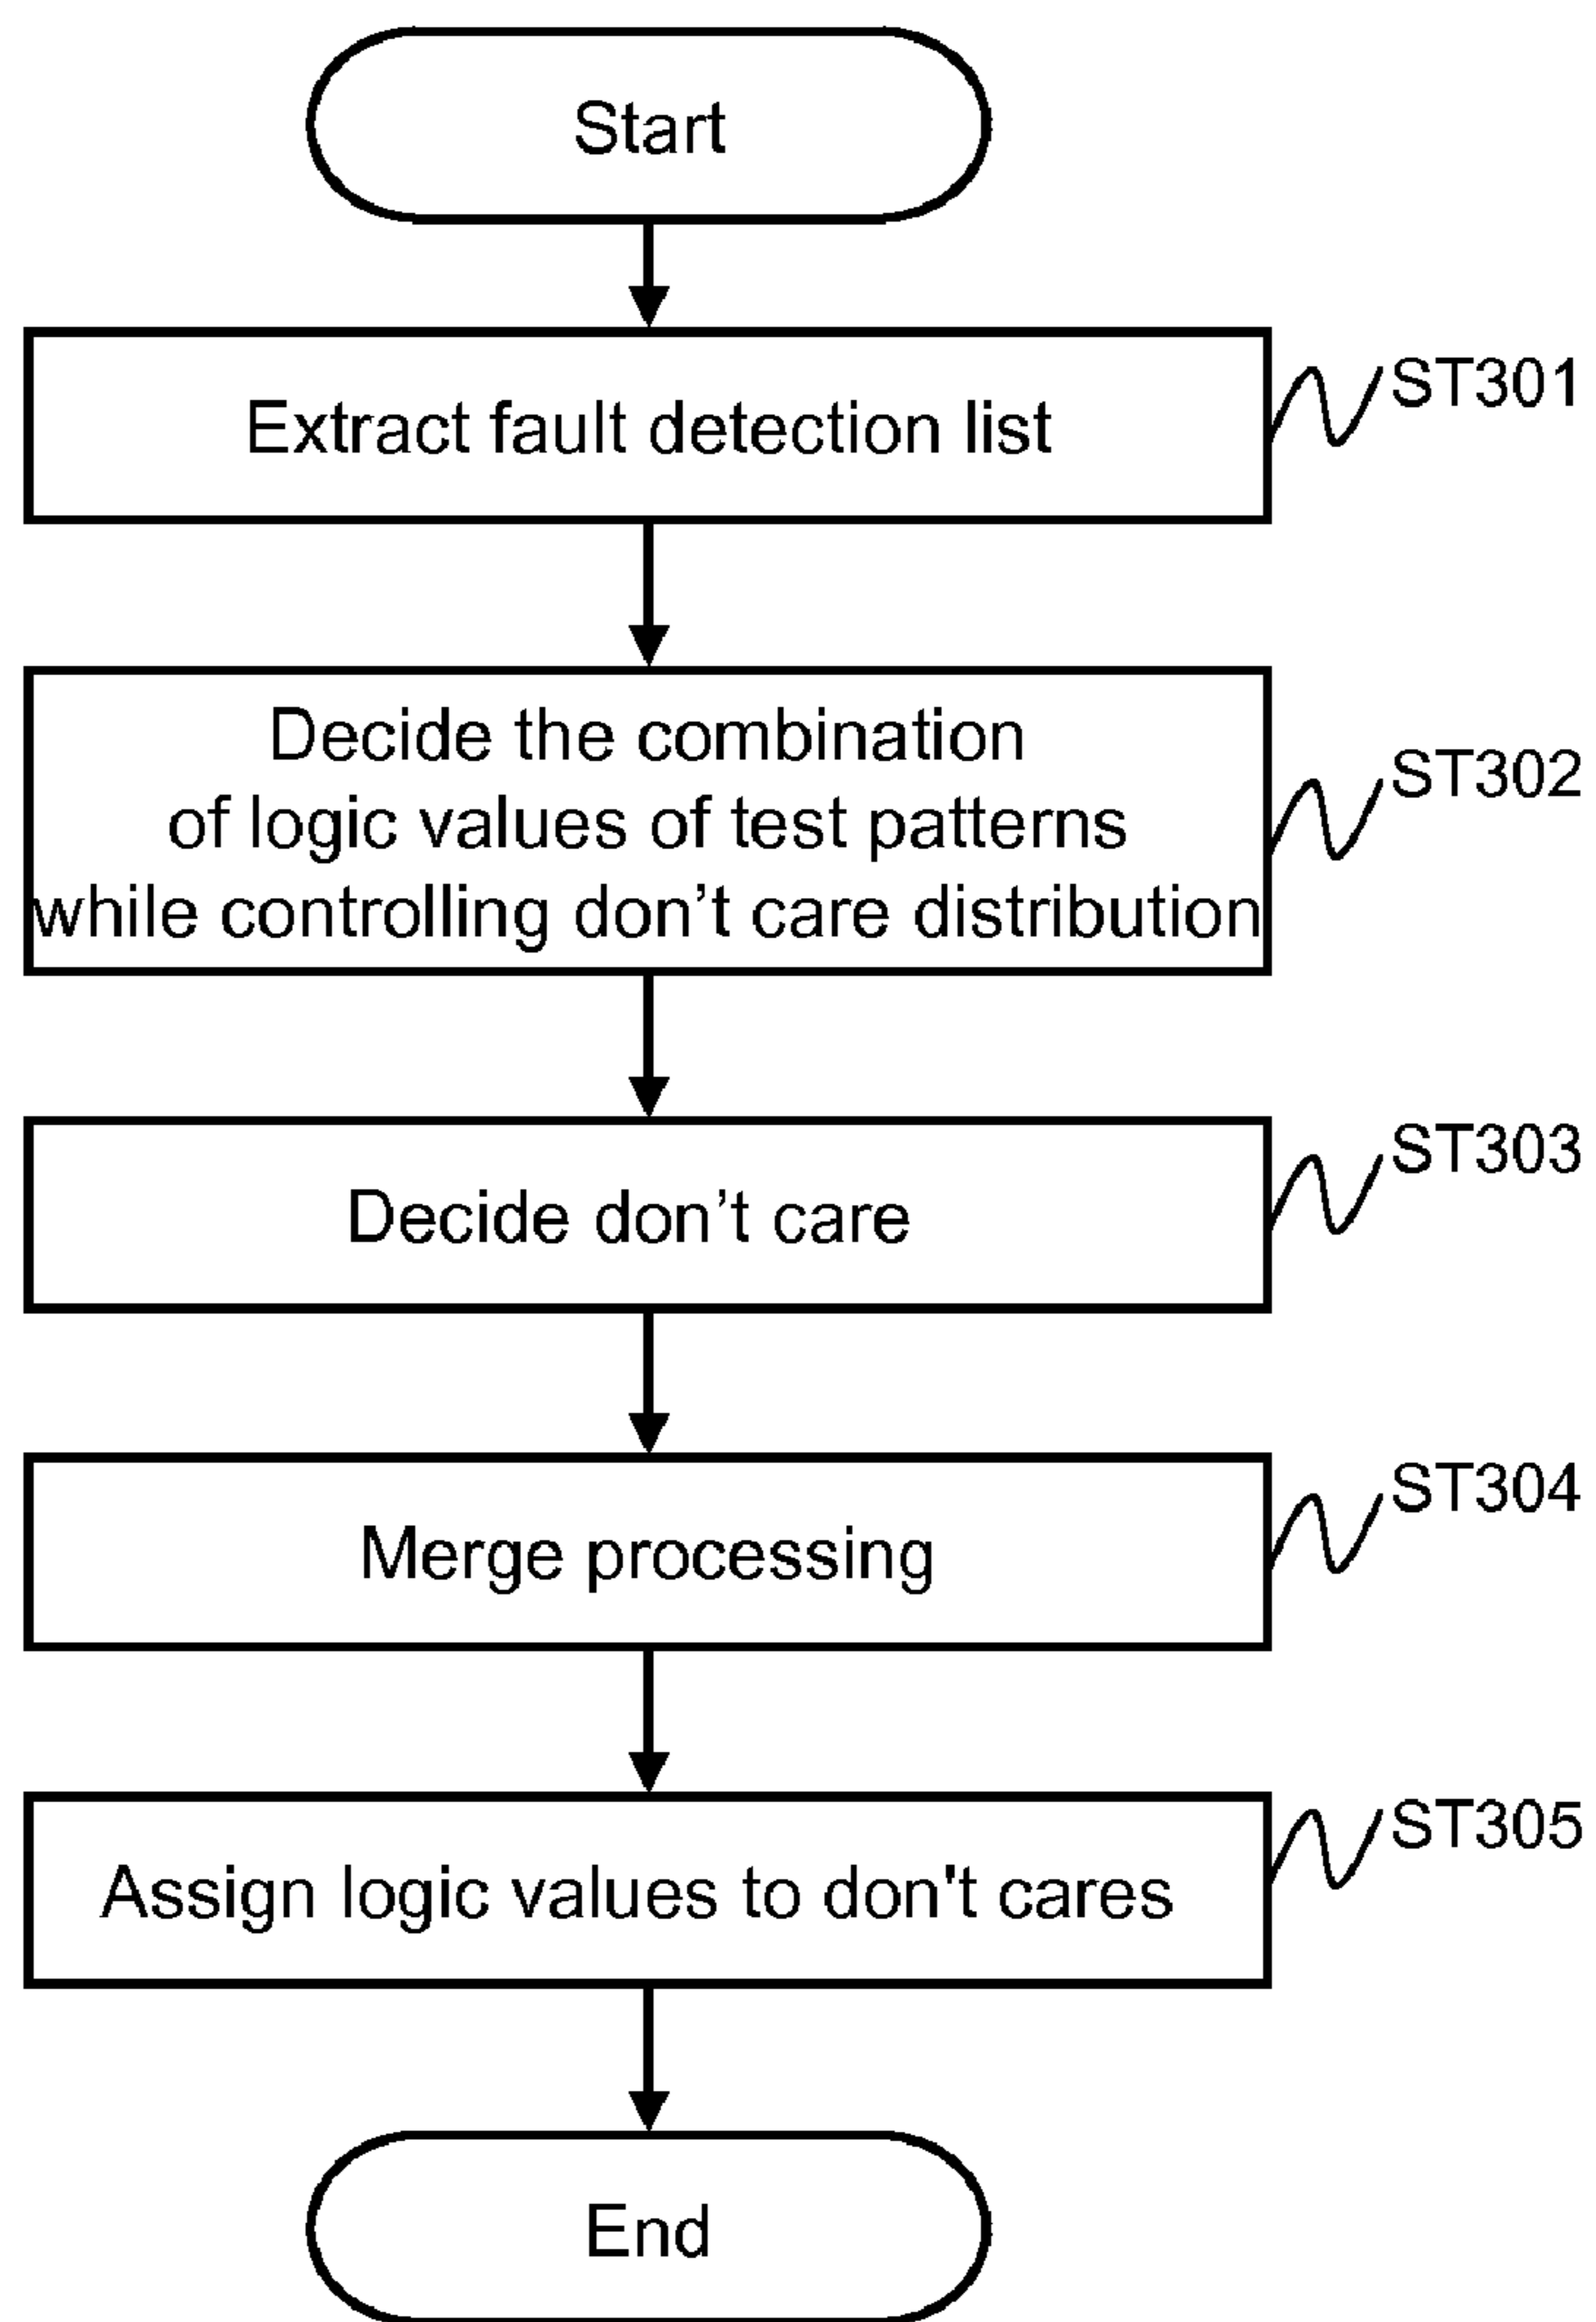 Start
Extract fault detection list
ST301
Decide the combination
of logic values of test patterns
while controlling don’t care distribution
ST302
Decide don’t care
ST303
Merge processing
ST304
Assign logic values to don't cares
ST305
End